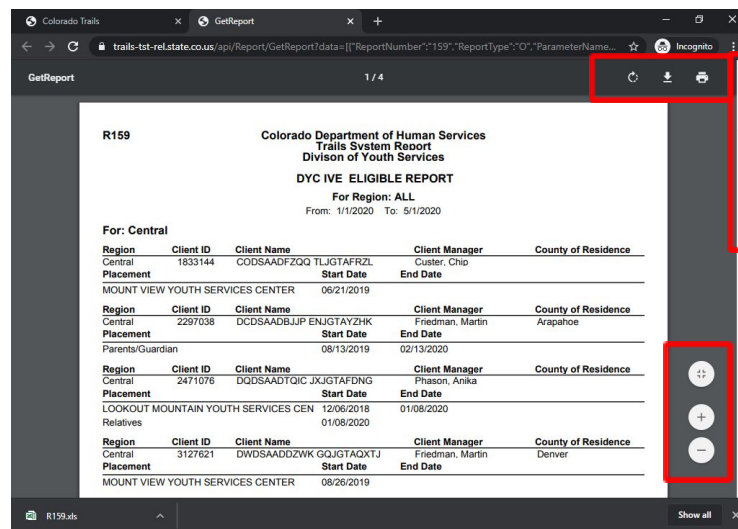 Colorado Trails GetReport
trails-tst-rel.state.co.us/api/Report/GetReport?data=[{"ReportNumber":"159","ReportType":"O","ParameterName... Incognito
GetReport 1 / 4
R159 Colorado Department of Human Services
Trails System Report
Divison of Youth Services
DYC IVE ELIGIBLE REPORT
For Region: ALL
From: 1/1/2020 To: 5/1/2020
For: Central
Region Client ID Client Name Client Manager County of Residence
Central 1833144 CODSAADFZQQ TLJGTAFRZL Custer, Chip
Placement Start Date End Date
MOUNT VIEW YOUTH SERVICES CENTER 06/21/2019
Region Client ID Client Name Client Manager County of Residence
Central 2297038 DCDSAADBJJP ENJGTAYZHK Friedman, Martin Arapahoe
Placement Start Date End Date
Parents/Guardian 08/13/2019 02/13/2020
Region Client ID Client Name Client Manager County of Residence
Central 2471076 DQDSAADTQIC JXJGTAFDNG Phason, Anika
Placement Start Date End Date
LOOKOUT MOUNTAIN YOUTH SERVICES CEN 12/06/2018 01/08/2020
Relatives 01/08/2020
Region Client ID Client Name Client Manager County of Residence
Central 3127621 DWDSAADDZWK GQJGTAQXTJ Friedman, Martin Denver
Placement Start Date End Date
MOUNT VIEW YOUTH SERVICES CENTER 08/26/2019
R159.xls Show all